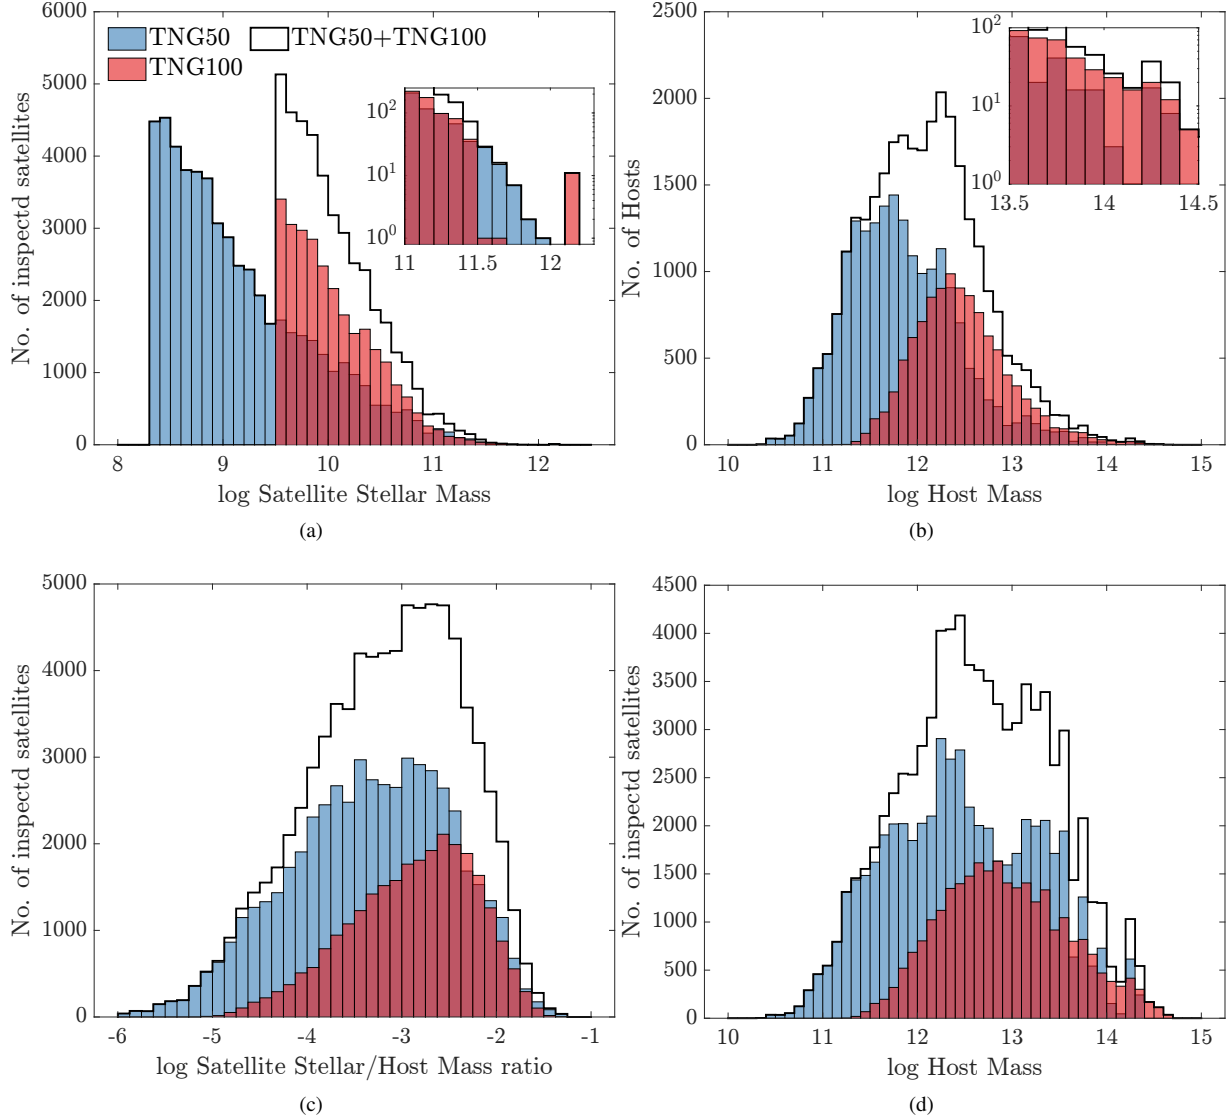 TNG50 TNG50+TNG100
TNG100
No. of inspectd satellites
6000
5000
4000
3000
2000
1000
0
8 9 10 11 12
log Satellite Stellar Mass
10^2
10^1
10^0
11 11.5 12
(a)
No. of Hosts
2500
2000
1500
1000
500
0
10 11 12 13 14 15
log Host Mass
10^2
10^1
10^0
13.5 14 14.5
(b)
No. of inspectd satellites
5000
4000
3000
2000
1000
0
-6 -5 -4 -3 -2 -1
log Satellite Stellar/Host Mass ratio
(c)
No. of inspectd satellites
4500
4000
3500
3000
2500
2000
1500
1000
500
0
10 11 12 13 14 15
log Host Mass
(d)